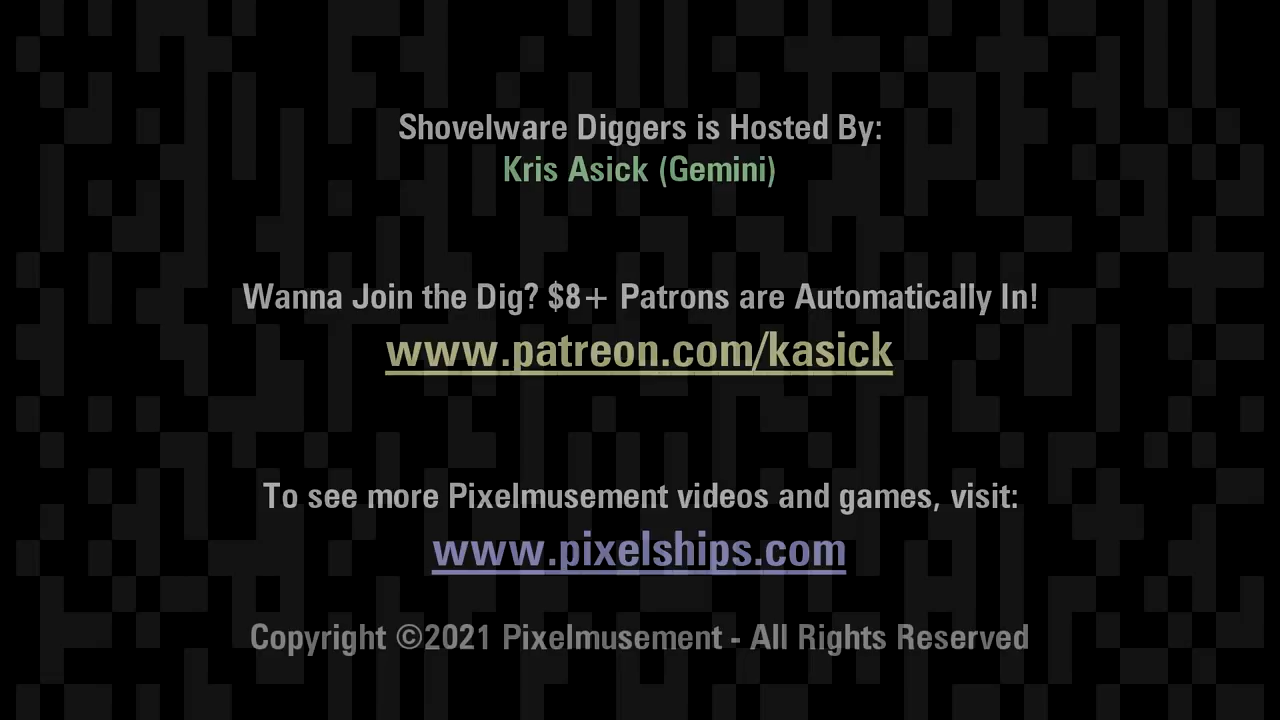 Shovelware Diggers is Hosted By:
Kris Asick (Gemini)
Wanna Join the Dig? $8+ Patrons are Automatically In!
www.patreon.com/kasick
To see more Pixelmusement videos and games, visit:
www.pixelships.com
Copyright ©2021 Pixelmusement - All Rights Reserved